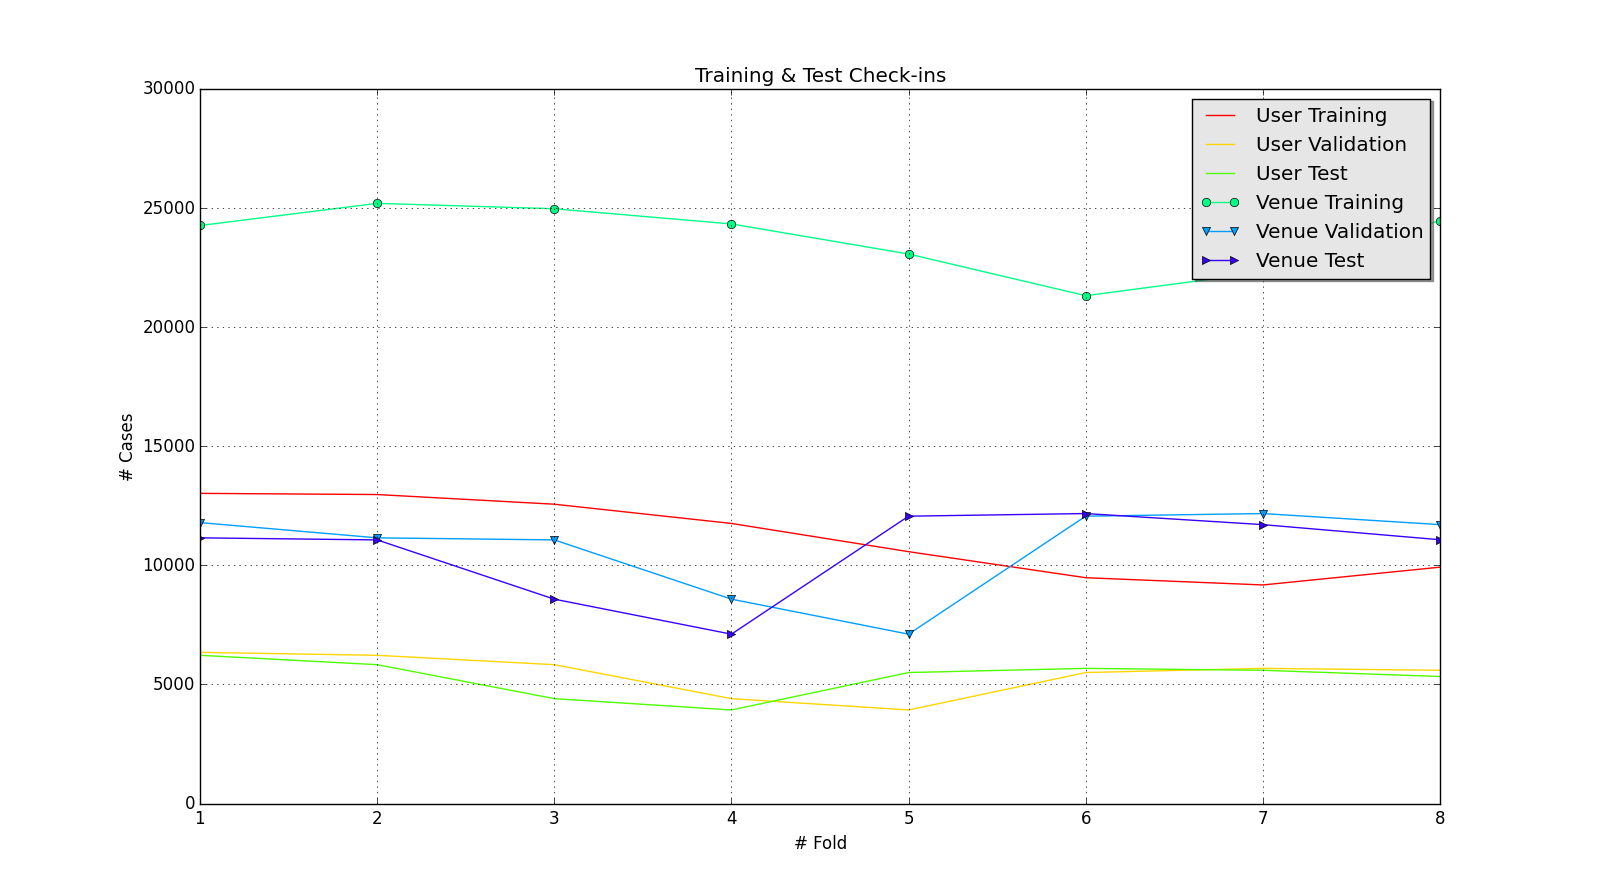 Training & Test Check-ins
30000
25000
20000
15000
10000
5000
0
# Cases
User Training
User Validation
User Test
Venue Training
Venue Validation
Venue Test
1 2 3 4 5 6 7 8
# Fold